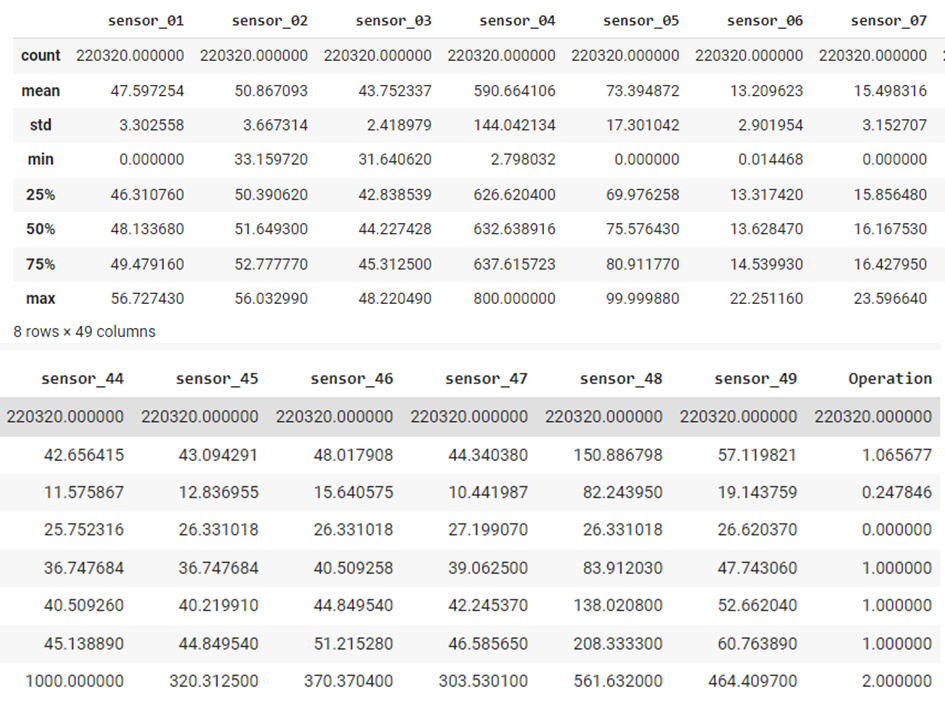 sensor_01 sensor_02 sensor_03 sensor_04 sensor_05 sensor_06 sensor_07
count 220320.000000 220320.000000 220320.000000 220320.000000 220320.000000 220320.000000 220320.000000
mean 47.597254 50.867093 43.752337 590.664106 73.394872 13.209623 15.498316
std 3.302558 3.667314 2.418979 144.042134 17.301042 2.901954 3.152707
min 0.000000 33.159720 31.640620 2.798032 0.000000 0.014468 0.000000
25% 46.310760 50.390620 42.838539 626.620400 69.976258 13.317420 15.856480
50% 48.133680 51.649300 44.227428 632.638916 75.576430 13.628470 16.167530
75% 49.479160 52.777770 45.312500 637.615723 80.911770 14.539930 16.427950
max 56.727430 56.032990 48.220490 800.000000 99.999880 22.251160 23.596640
8 rows × 49 columns
sensor_44 sensor_45 sensor_46 sensor_47 sensor_48 sensor_49 Operation
220320.000000 220320.000000 220320.000000 220320.000000 220320.000000 220320.000000 220320.000000
42.656415 43.094291 48.017908 44.340380 150.886798 57.119821 1.065677
11.575867 12.836955 15.640575 10.441987 82.243950 19.143759 0.247846
25.752316 26.331018 26.331018 27.199070 26.331018 26.620370 0.000000
36.747684 36.747684 40.509258 39.062500 83.912030 47.743060 1.000000
40.509260 40.219910 44.849540 42.245370 138.020800 52.662040 1.000000
45.138890 44.849540 51.215280 46.585650 208.333300 60.763890 1.000000
1000.000000 320.312500 370.370400 303.530100 561.632000 464.409700 2.000000